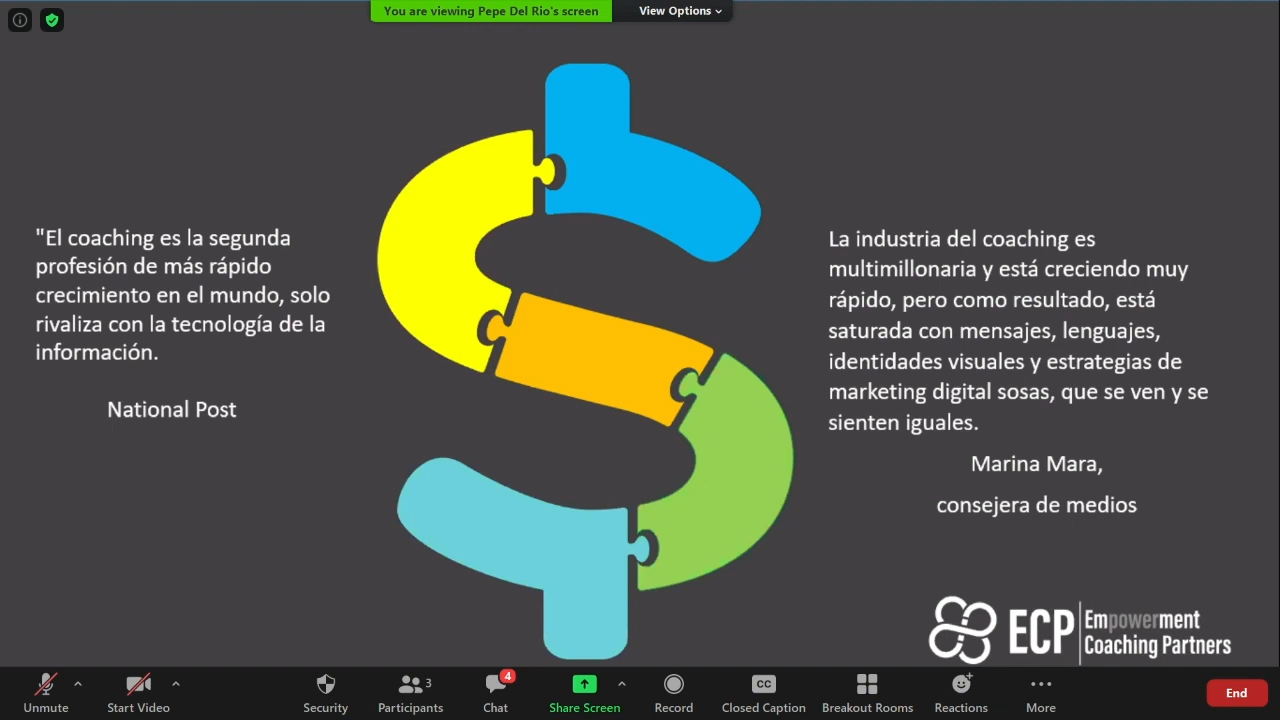 You are viewing Pepe Del Rio's screen
View Options
"El coaching es la segunda
profesión de más rápido
crecimiento en el mundo, solo
rivaliza con la tecnología de la
información.
National Post
La industria del coaching es
multimillonaria y está creciendo muy
rápido, pero como resultado, está
saturada con mensajes, lenguajes,
identidades visuales y estrategias de
marketing digital sosas, que se ven y se
sienten iguales.
Marina Mara,
consejera de medios
ECP
Empowerment
Coaching Partners
Unmute
Start Video
Security
Participants
3
Chat
4
Share Screen
Record
CC
Closed Caption
Breakout Rooms
Reactions
More
End